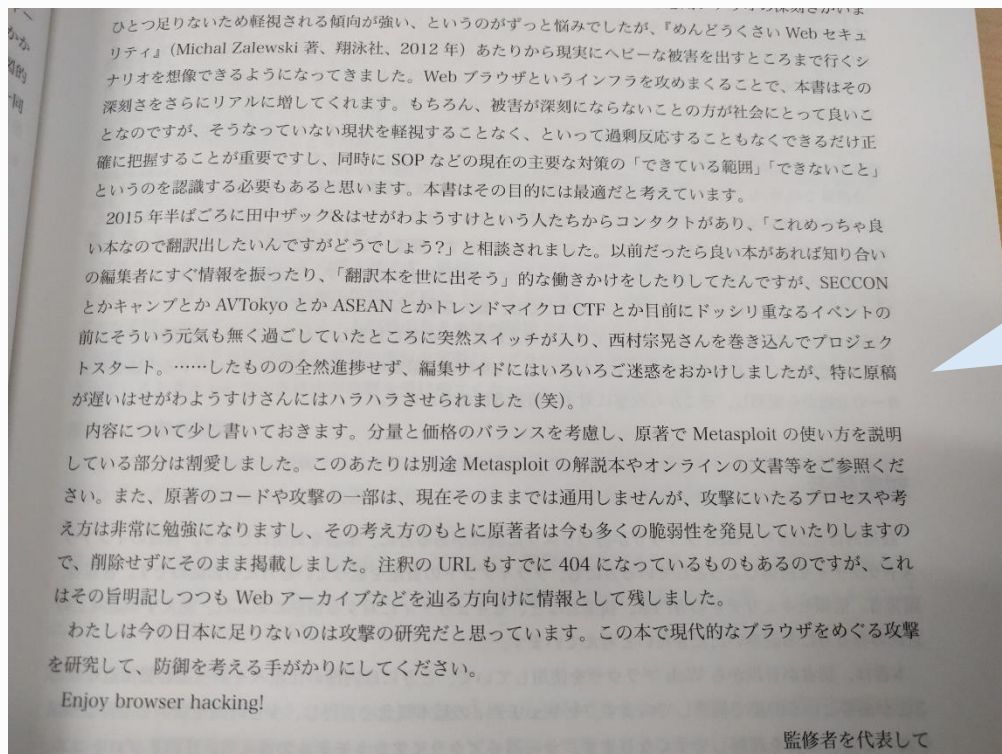 ひとつ足りないため軽視される傾向が強い、というのがずっと悩みでしたが、『めんどうくさい Web セキュ
リティ』(Michal Zalewski 著、翔泳社、2012 年) あたりから現実にヘビーな被害を出すところまで行くシ
ナリオを想像できるようになってきました。Web ブラウザというインフラを攻めまくることで、本書はその
深刻さをさらにリアルに増してくれます。もちろん、被害が深刻にならないことの方が社会にとって良いこ
となのですが、そうなっていない現状を軽視することなく、といって過剰反応することもなくできるだけ正
確に把握することが重要ですし、同時に SOP などの現在の主要な対策の「できている範囲」「できないこと」
というのを認識する必要もあると思います。本書はその目的には最適だと考えています。
2015 年半ばごろに田中ザック&はせがわようすけという人たちからコンタクトがあり、「これめっちゃ良
い本なので翻訳出したいんですがどうでしょう?」と相談されました。以前だったら良い本があれば知り合い
の編集者にすぐ情報を振ったり、「翻訳本を世に出そう」的な働きかけをしたりしてたんですが、SECCON
とかキャンプとか AVTokyo とか ASEAN とかトレンドマイクロ CTF とか目前にドッシリ重なるイベントの
前にそういう元気も無く過ごしていたところに突然スイッチが入り、西村宗晃さんを巻き込んでプロジェク
トスタート。……したものの全然進捗せず、編集サイドにはいろいろご迷惑をおかけしましたが、特に原稿
が遅いはせがわようすけさんにはハラハラさせられました (笑)。
内容について少し書いておきます。分量と価格のバランスを考慮し、原著で Metasploit の使い方を説明
している部分は割愛しました。このあたりは別途 Metasploit の解説本やオンラインの文書等をご参照くだ
さい。また、原著のコードや攻撃の一部は、現在そのままでは通用しませんが、攻撃にいたるプロセスや考
え方は非常に勉強になりますし、その考え方のもとに原著者は今も多くの脆弱性を発見していたりしますの
で、削除せずにそのまま掲載しました。注釈の URL もすでに 404 になっているものもあるのですが、これ
はその旨明記しつつも Web アーカイブなどを辿る方向けに情報として残しました。
わたしは今の日本に足りないのは攻撃の研究だと思っています。この本で現代的なブラウザをめぐる攻撃
を研究して、防御を考える手がかりにしてください。
Enjoy browser hacking!
監修者を代表して